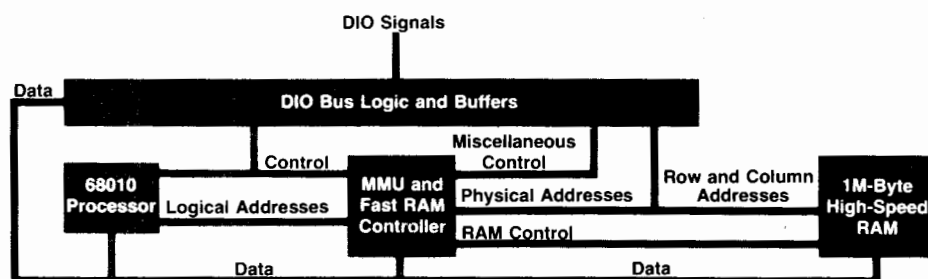 DIO Signals
Data
DIO Bus Logic and Buffers
Miscellaneous
Control
Control
68010
Processor
Logical Addresses
MMU and
Fast RAM
Controller
Physical Addresses
Row and Column
Addresses
RAM Control
1M-Byte
High-Speed
RAM
Data
Data